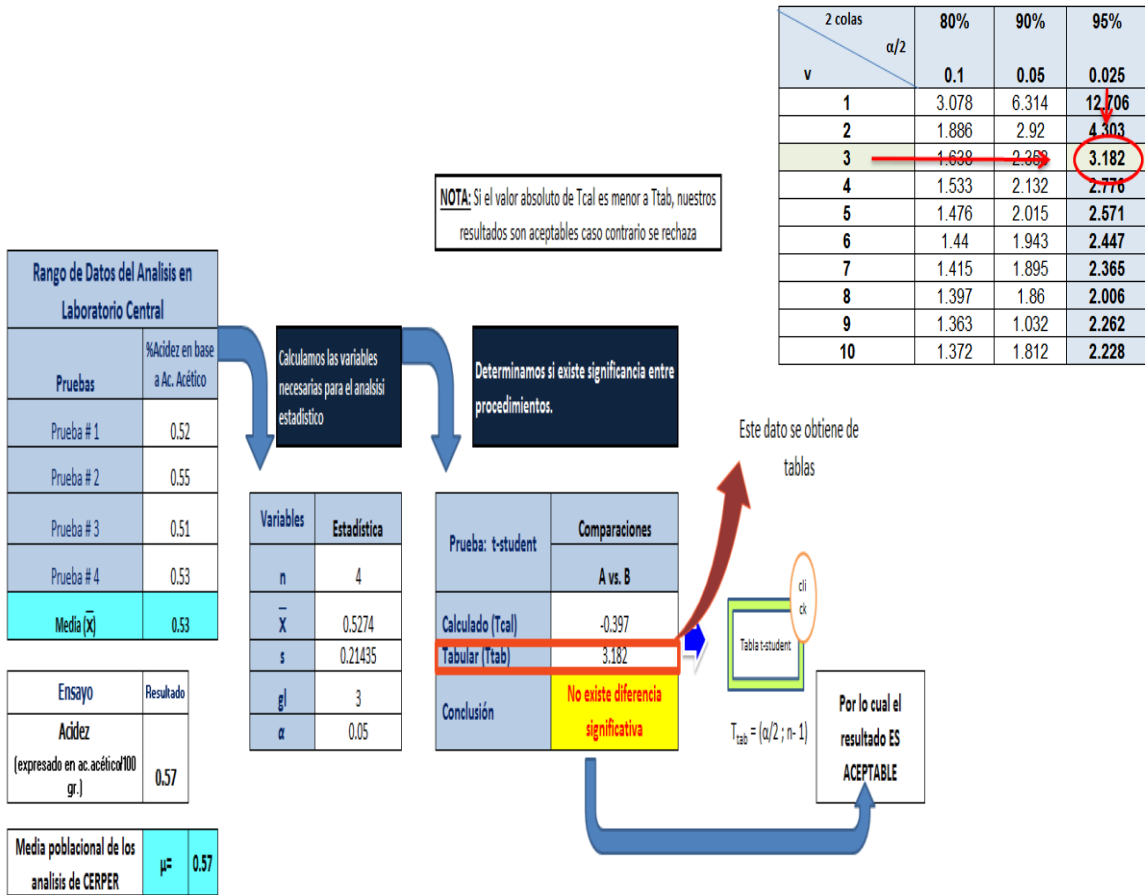 2 colas 80% 90% 95%
α/2
v 0.1 0.05 0.025
1 3.078 6.314 12.706
2 1.886 2.92 4.303
3 1.638 2.353 3.182
4 1.533 2.132 2.776
5 1.476 2.015 2.571
6 1.44 1.943 2.447
7 1.415 1.895 2.365
8 1.397 1.86 2.006
9 1.363 1.032 2.262
10 1.372 1.812 2.228
NOTA: Si el valor absoluto de Tcal es menor a Ttab, nuestros
resultados son aceptables caso contrario se rechaza
Rango de Datos del Analisis en
Laboratorio Central
Pruebas
%Acidez en base
a Ac. Acético
Prueba # 1 0.52
Prueba # 2 0.55
Prueba # 3 0.51
Prueba # 4 0.53
Media (x̅) 0.53
Ensayo Resultado
Acidez
(expresado en ac.acético/100
gr.)
0.57
Media poblacional de los
analisis de CERPER
μ= 0.57
Calculamos las variables
necesarias para el analsisi
estadistico
Variables Estadística
n 4
X̅ 0.5274
s 0.21435
gl 3
α 0.05
Determinamos si existe significancia entre
procedimientos.
Prueba: t-student
Comparaciones
A vs. B
Calculado (Tcal) -0.397
Tabular (Ttab) 3.182
Conclusión
No existe diferencia
significativa
Este dato se obtiene de
tablas
cli
ck
Tabla t-student
Ttab = (α/2 ; n- 1)
Por lo cual el
resultado ES
ACEPTABLE